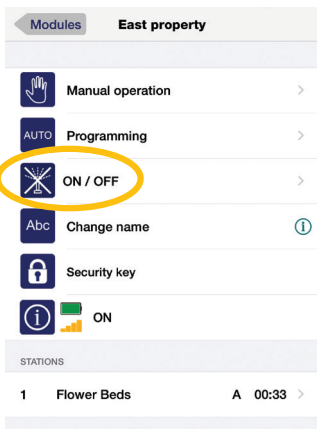 Modules East property
Manual operation
AUTO Programming
ON / OFF
Abc Change name
Security key
ON
STATIONS
1 Flower Beds A 00:33